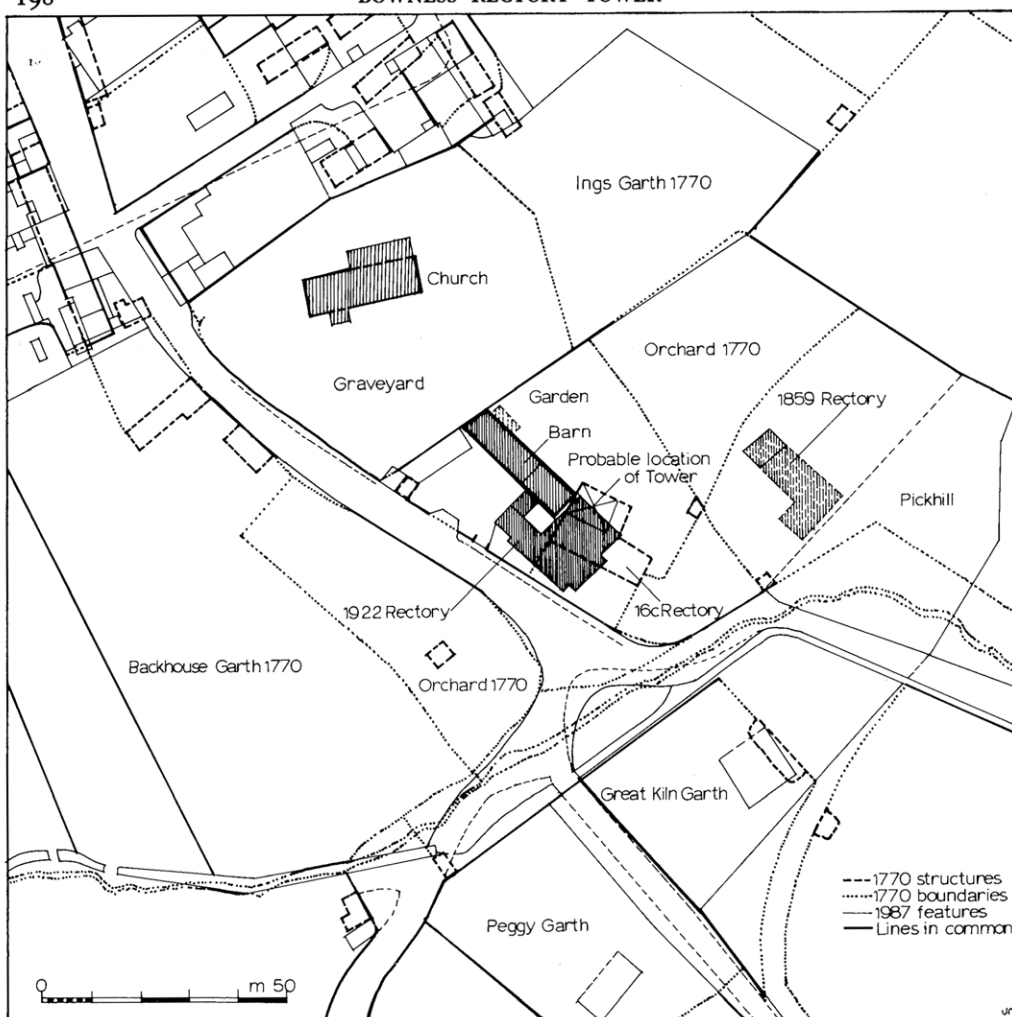 198
BOWNESS RECTORY TOWER
Ings Garth 1770
Church
Orchard 1770
Graveyard
Garden
1859 Rectory
Barn
Probable location
of Tower
Pickhill
1922 Rectory
16c Rectory
Backhouse Garth 1770
Orchard 1770
Great Kiln Garth
1770 structures
1770 boundaries
1987 features
Lines in common
Peggy Garth
0 m 50